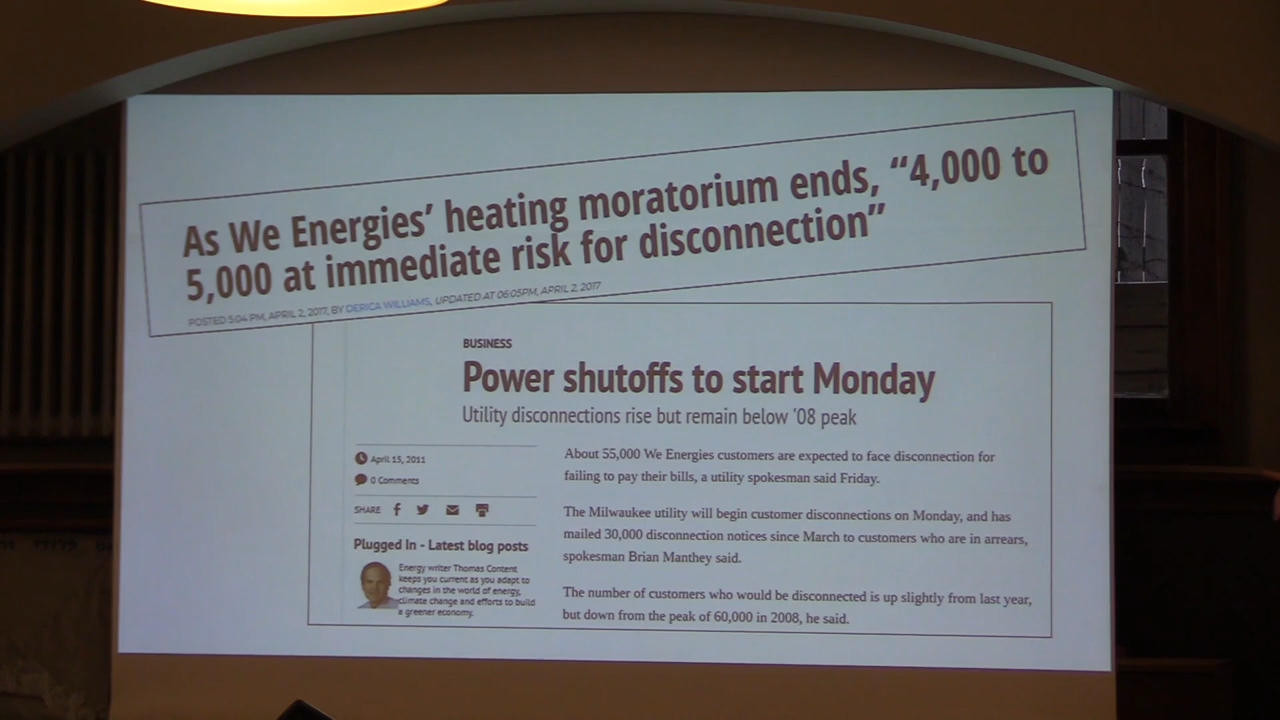 As We Energies’ heating moratorium ends, “4,000 to
5,000 at immediate risk for disconnection”
POSTED 5:04 PM, APRIL 2, 2017, BY DERICA WILLIAMS, UPDATED AT 06:05PM, APRIL 2, 2017
BUSINESS
Power shutoffs to start Monday
Utility disconnections rise but remain below '08 peak
April 15, 2011
0 Comments
SHARE
Plugged In - Latest blog posts
Energy writer Thomas Content
keeps you current as you adapt to
changes in the world of energy,
climate change and efforts to build
a greener economy.
About 55,000 We Energies customers are expected to face disconnection for
failing to pay their bills, a utility spokesman said Friday.
The Milwaukee utility will begin customer disconnections on Monday, and has
mailed 30,000 disconnection notices since March to customers who are in arrears,
spokesman Brian Manthey said.
The number of customers who would be disconnected is up slightly from last year,
but down from the peak of 60,000 in 2008, he said.